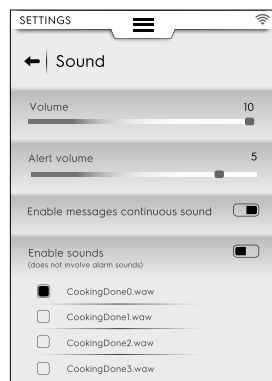 SETTINGS
Sound
Volume 10
Alert volume 5
Enable messages continuous sound
Enable sounds
(does not involve alarm sounds)
CookingDone0.waw
CookingDone1.waw
CookingDone2.waw
CookingDone3.waw